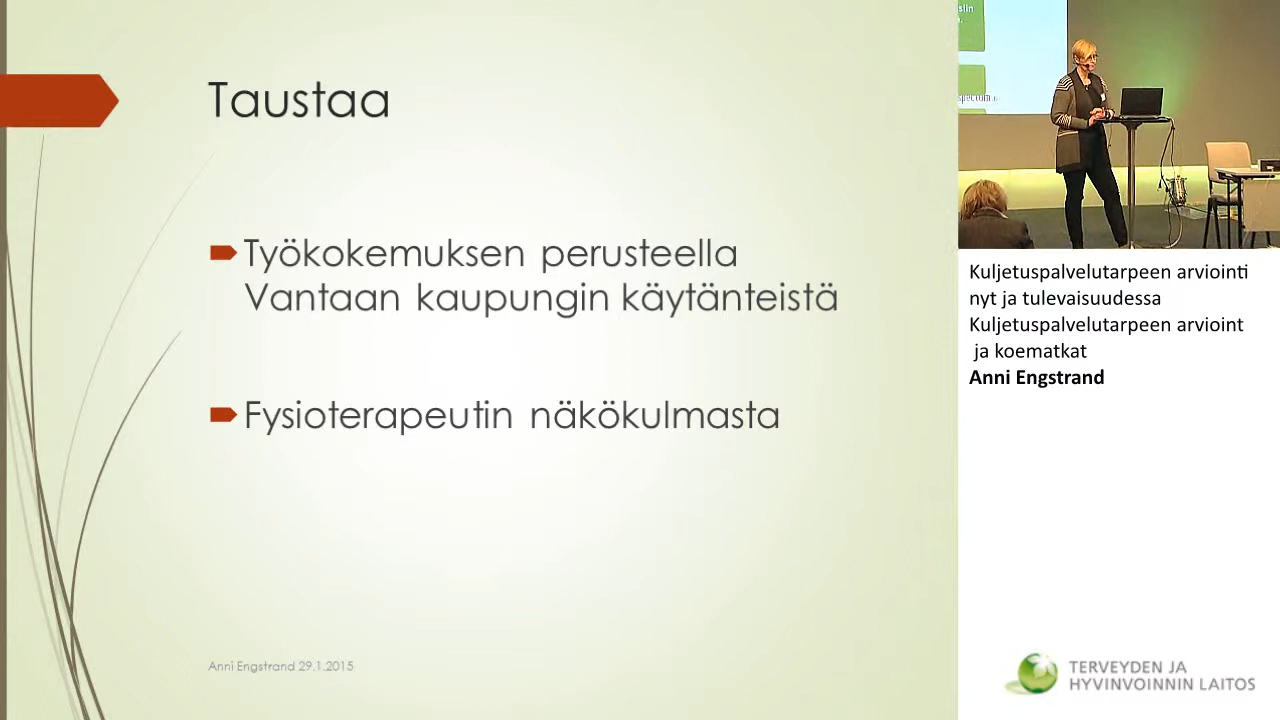 Taustaa
Työkokemuksen perusteella
Vantaan kaupungin käytänteistä
Fysioterapeutin näkökulmasta
Anni Engstrand 29.1.2015
Kuljetuspalvelutarpeen arviointi
nyt ja tulevaisuudessa
Kuljetuspalvelutarpeen arvioint
ja koematkat
Anni Engstrand
TERVEYDEN JA
HYVINVOINNIN LAITOS